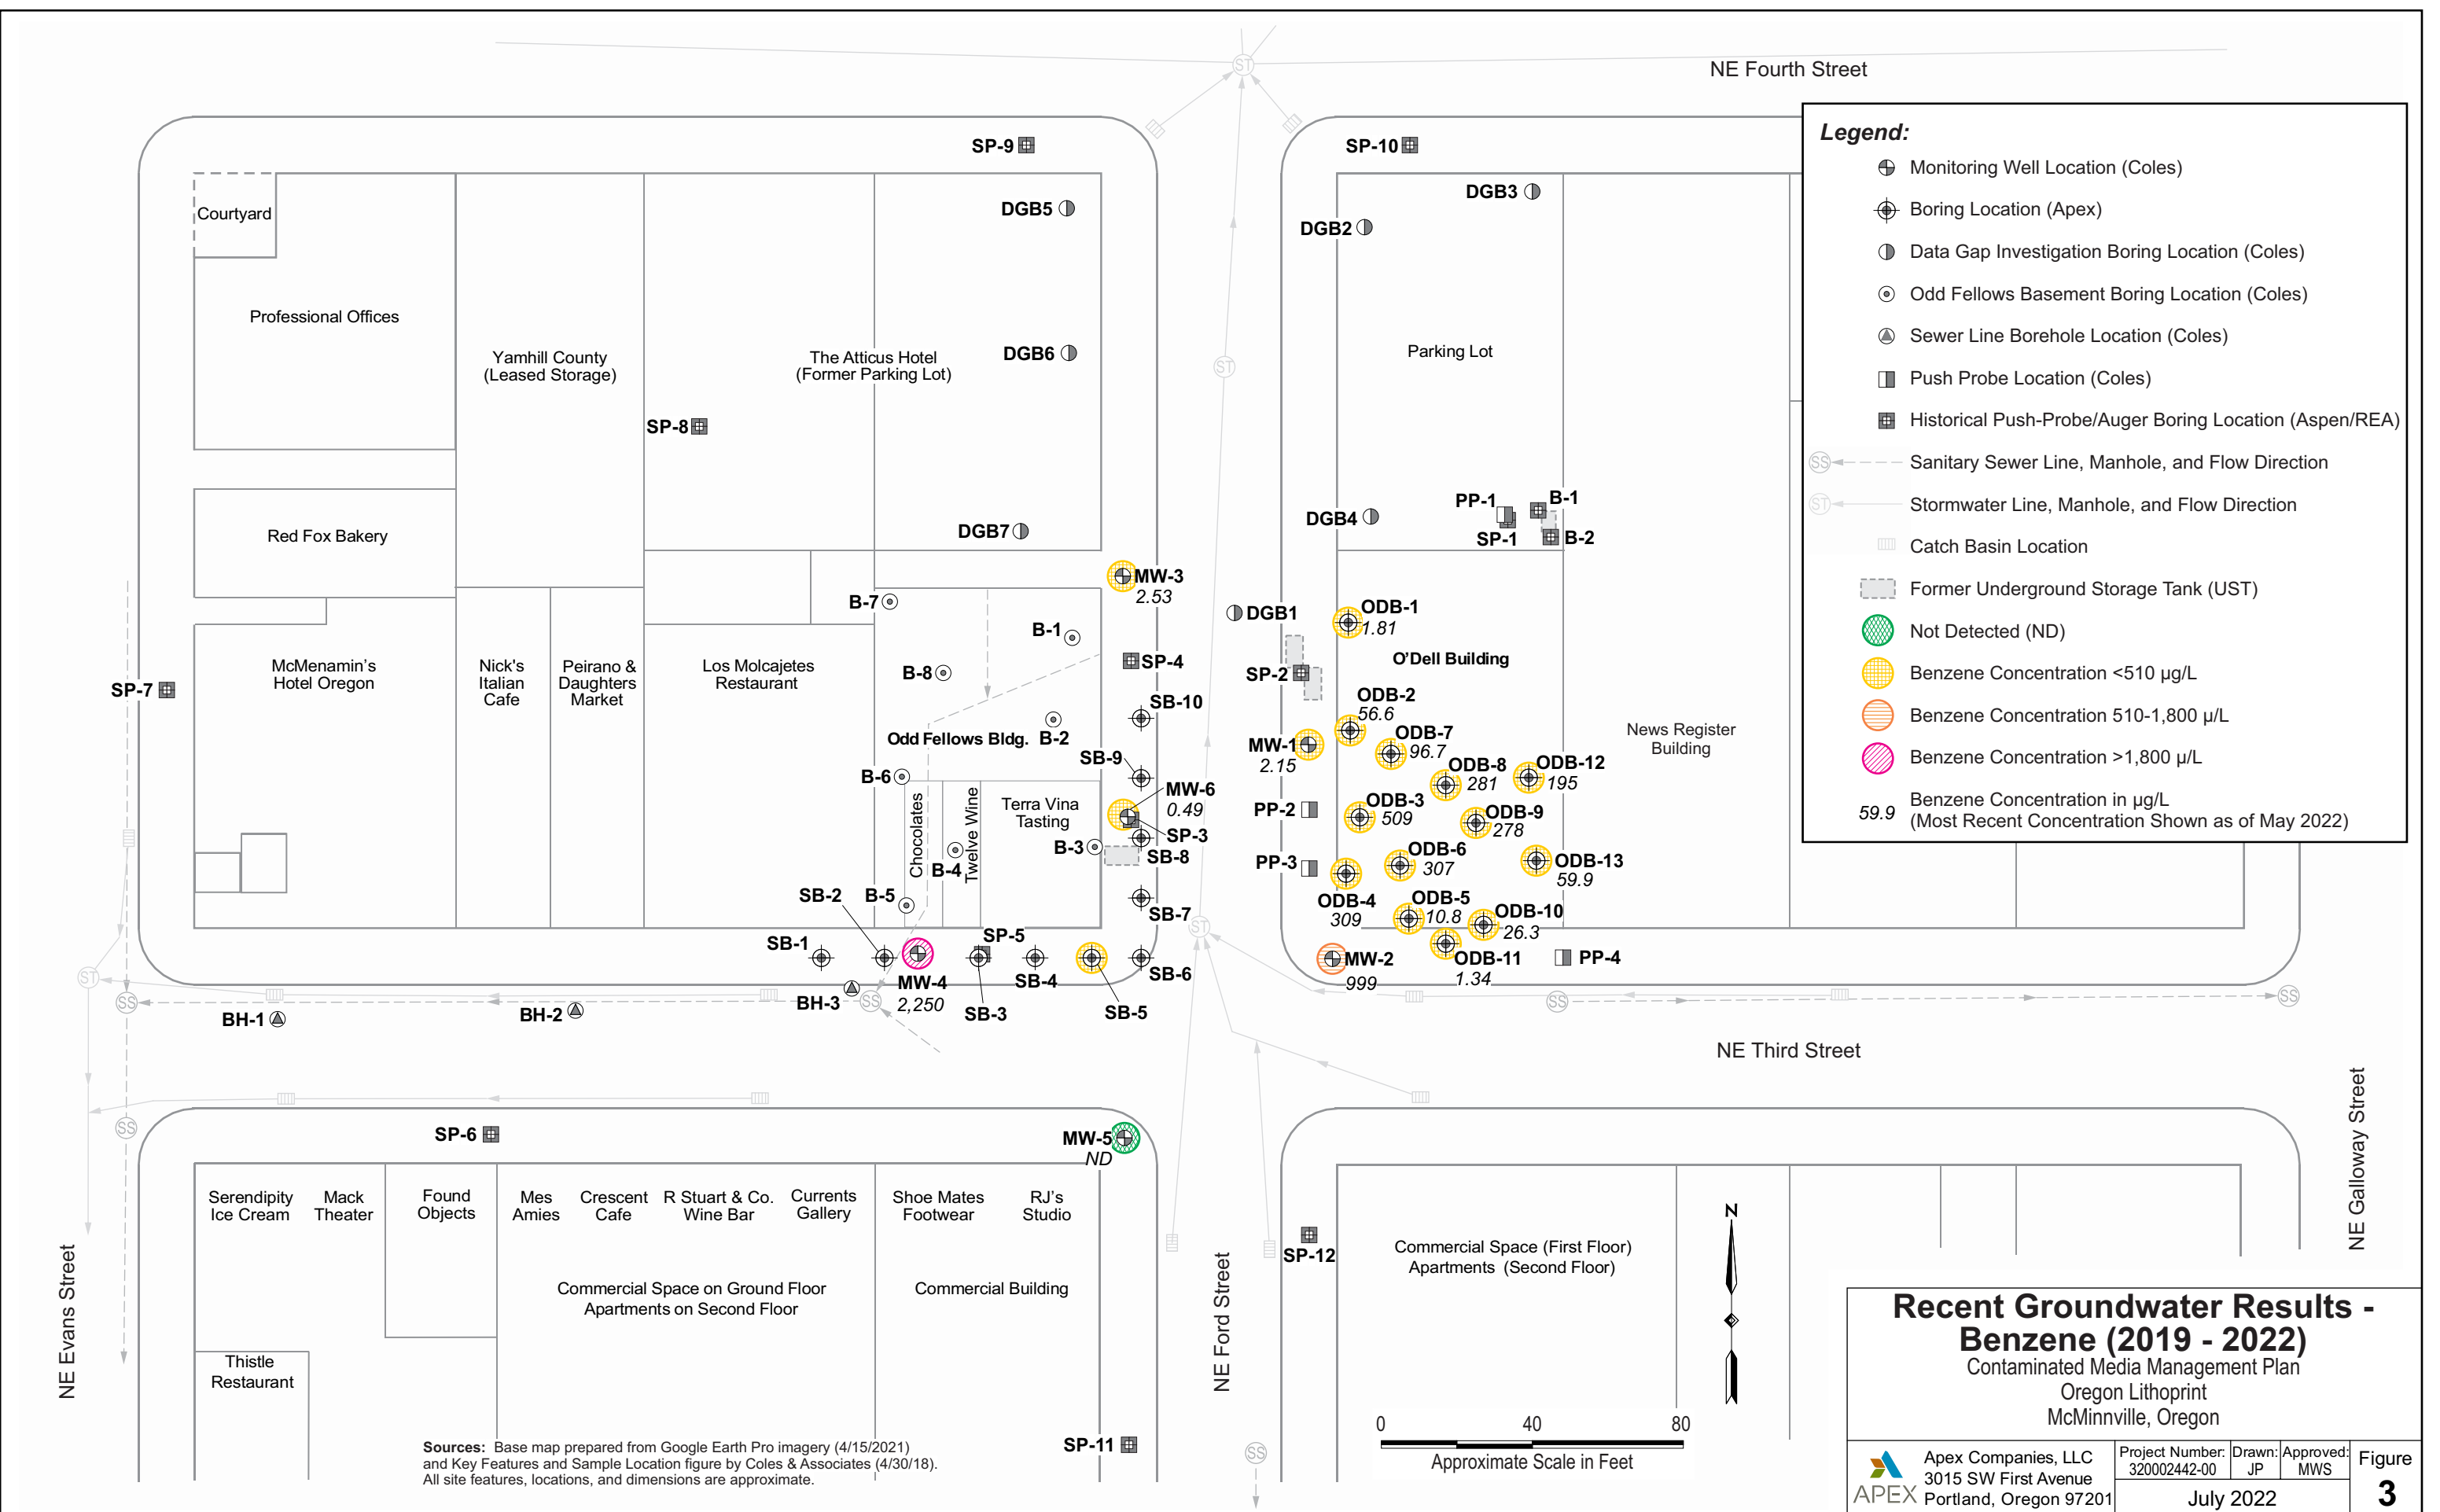 NE Fourth Street
ST
SP-9
SP-10
Legend:
Monitoring Well Location (Coles)
Boring Location (Apex)
Data Gap Investigation Boring Location (Coles)
Odd Fellows Basement Boring Location (Coles)
Sewer Line Borehole Location (Coles)
Push Probe Location (Coles)
Historical Push-Probe/Auger Boring Location (Aspen/REA)
SS
Sanitary Sewer Line, Manhole, and Flow Direction
ST
Stormwater Line, Manhole, and Flow Direction
Catch Basin Location
Former Underground Storage Tank (UST)
Not Detected (ND)
Benzene Concentration <510 µg/L
Benzene Concentration 510-1,800 µ/L
Benzene Concentration >1,800 µ/L
59.9
Benzene Concentration in µg/L
(Most Recent Concentration Shown as of May 2022)
Courtyard
Professional Offices
Yamhill County
(Leased Storage)
The Atticus Hotel
(Former Parking Lot)
DGB5
DGB6
DGB7
SP-8
DGB3
DGB2
Parking Lot
ST
DGB4
PP-1
SP-1
B-1
B-2
Red Fox Bakery
McMenamin's
Hotel Oregon
Nick's
Italian
Cafe
Peirano &
Daughters
Market
Los Molcajetes
Restaurant
SP-7
B-7
B-1
B-8
Odd Fellows Bldg.
B-2
B-6
Chocolates
Twelve Wine
Terra Vina
Tasting
B-3
B-4
B-5
MW-3
2.53
SP-4
SB-10
SB-9
MW-6
0.49
SP-3
SB-8
SB-7
DGB1
SP-2
MW-1
2.15
PP-2
PP-3
ODB-1
1.81
O'Dell Building
ODB-2
56.6
ODB-7
96.7
ODB-8
281
ODB-12
195
ODB-3
509
ODB-9
278
ODB-6
307
ODB-13
59.9
ODB-4
309
ODB-5
10.8
ODB-10
26.3
News Register
Building
SB-1
SB-2
MW-4
2,250
SP-5
SB-3
SB-4
SB-5
SB-6
ST
MW-2
999
ODB-11
1.34
PP-4
ST
SS
BH-1
BH-2
BH-3
SS
SS
SS
NE Third Street
SS
SP-6
MW-5
ND
Serendipity
Ice Cream
Mack
Theater
Found
Objects
Mes
Amies
Crescent
Cafe
R Stuart & Co.
Wine Bar
Currents
Gallery
Shoe Mates
Footwear
RJ's
Studio
Commercial Space on Ground Floor
Apartments on Second Floor
Commercial Building
Thistle
Restaurant
SP-11
SP-12
Commercial Space (First Floor)
Apartments (Second Floor)
N
NE Evans Street
NE Ford Street
NE Galloway Street
SS
0 40 80
Approximate Scale in Feet
Sources: Base map prepared from Google Earth Pro imagery (4/15/2021)
and Key Features and Sample Location figure by Coles & Associates (4/30/18).
All site features, locations, and dimensions are approximate.
Recent Groundwater Results -
Benzene (2019 - 2022)
Contaminated Media Management Plan
Oregon Lithoprint
McMinnville, Oregon
APEX
Apex Companies, LLC
3015 SW First Avenue
Portland, Oregon 97201
Project Number:
320002442-00
Drawn:
JP
Approved:
MWS
July 2022
Figure
3